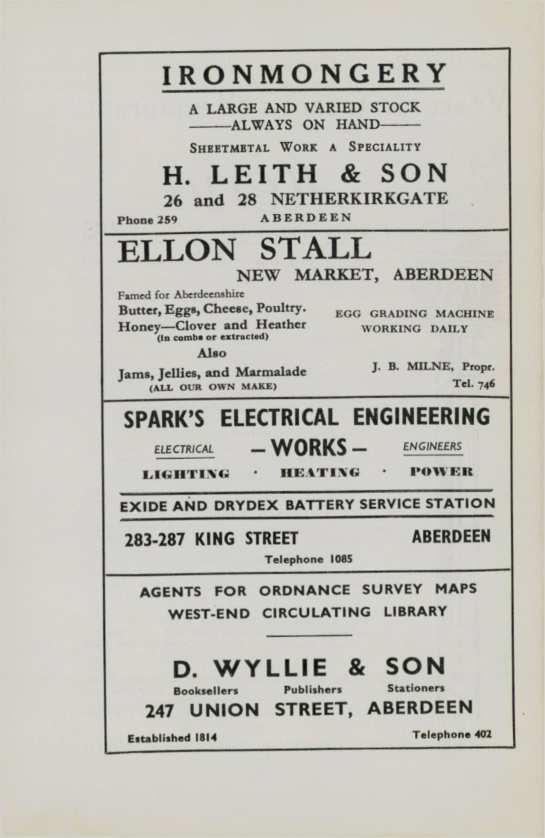 IRONMONGERY
A LARGE AND VARIED STOCK
—ALWAYS ON HAND—
SHEETMETAL WORK A SPECIALITY
H. LEITH & SON
26 and 28 NETHERKIRKGATE
Phone 259 ABERDEEN
ELLON STALL
NEW MARKET, ABERDEEN
Famed for Aberdeenshire
Butter, Eggs, Cheese, Poultry.
Honey—Clover and Heather
(In combs or extracted)
Also
Jams, Jellies, and Marmalade
(ALL OUR OWN MAKE)
EGG GRADING MACHINE
WORKING DAILY
J. B. MILNE, Propr.
Tel. 746
SPARK'S ELECTRICAL ENGINEERING
ELECTRICAL — WORKS — ENGINEERS
LIGHTING · HEATING · POWER
EXIDE AND DRYDEX BATTERY SERVICE STATION
283-287 KING STREET ABERDEEN
Telephone 1085
AGENTS FOR ORDNANCE SURVEY MAPS
WEST-END CIRCULATING LIBRARY
D. WYLLIE & SON
Booksellers Publishers Stationers
247 UNION STREET, ABERDEEN
Established 1814 Telephone 402